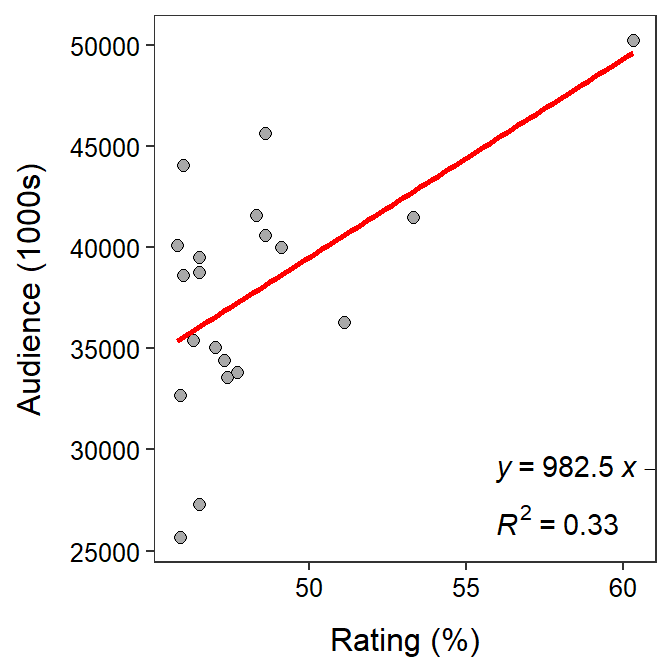 50000
45000
40000
35000
30000
25000
Audience (1000s)
y = 982.5 x –
R² = 0.33
50 55 60
Rating (%)